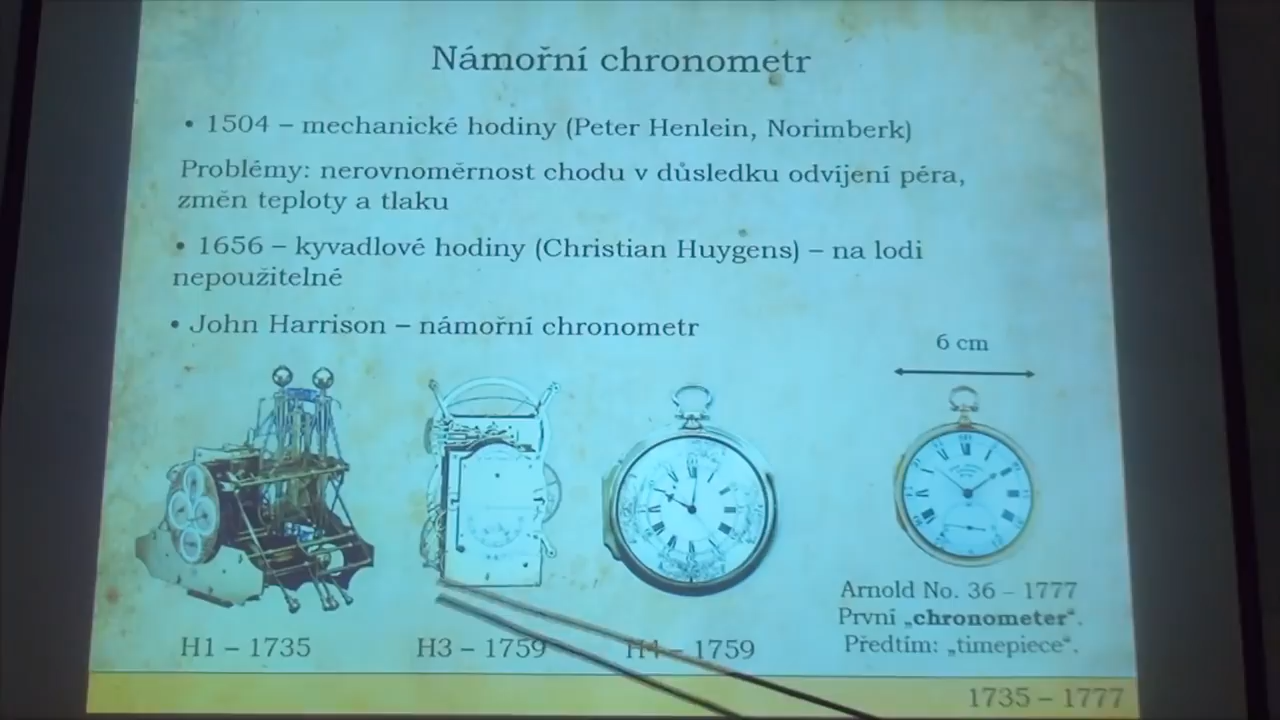 Námořní chronometr
• 1504 – mechanické hodiny (Peter Henlein, Norimberk)
Problémy: nerovnoměrnost chodu v důsledku odvíjení péra,
změn teploty a tlaku
• 1656 – kyvadlové hodiny (Christian Huygens) – na lodi
nepoužitelné
• John Harrison – námořní chronometr
6 cm
Arnold No. 36 – 1777
První „chronometer“.
Předtím: „timepiece“.
H1 – 1735
H3 – 1759
H4 – 1759
1735 – 1777